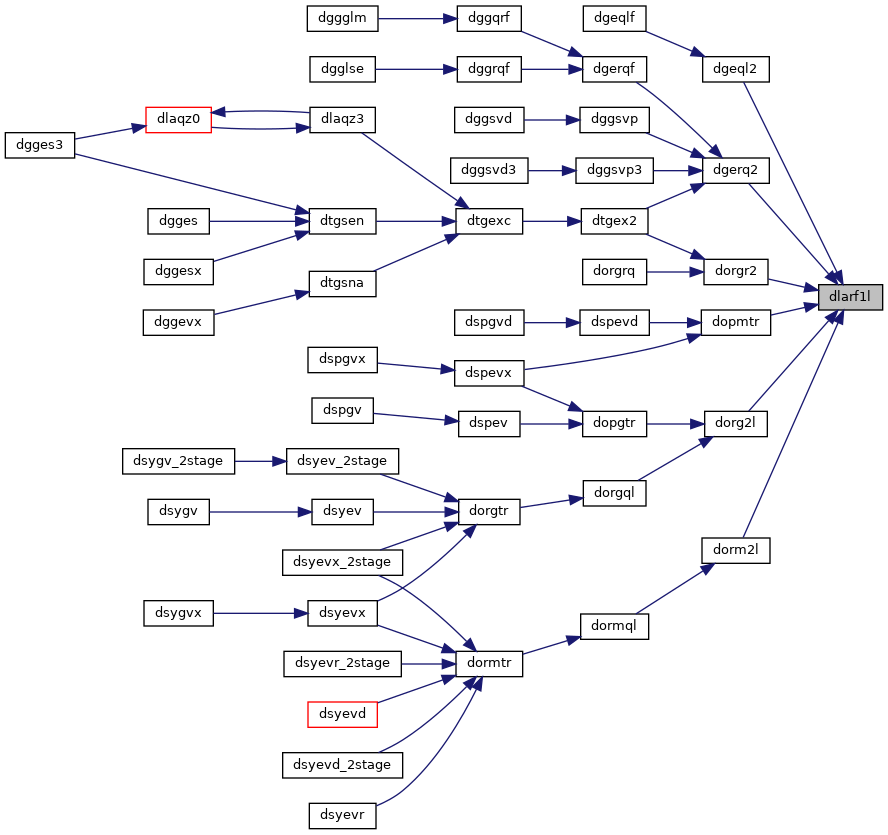 dggglm
dggqrf
dgeqlf
dgglse
dggrqf
dgerqf
dgeql2
dlaqz0
dlaqz3
dggsvd
dggsvp
dgges3
dggsvd3
dggsvp3
dgerq2
dgges
dtgsen
dtgexc
dtgex2
dggesx
dtgsna
dorgrq
dorgr2
dlarf1l
dggevx
dspgvd
dspevd
dopmtr
dspgvx
dspevx
dspgv
dspev
dopgtr
dorg2l
dsygv_2stage
dsyev_2stage
dorgql
dsygv
dsyev
dorgtr
dsyevx_2stage
dorm2l
dsygvx
dsyevx
dormql
dsyevr_2stage
dormtr
dsyevd
dsyevd_2stage
dsyevr